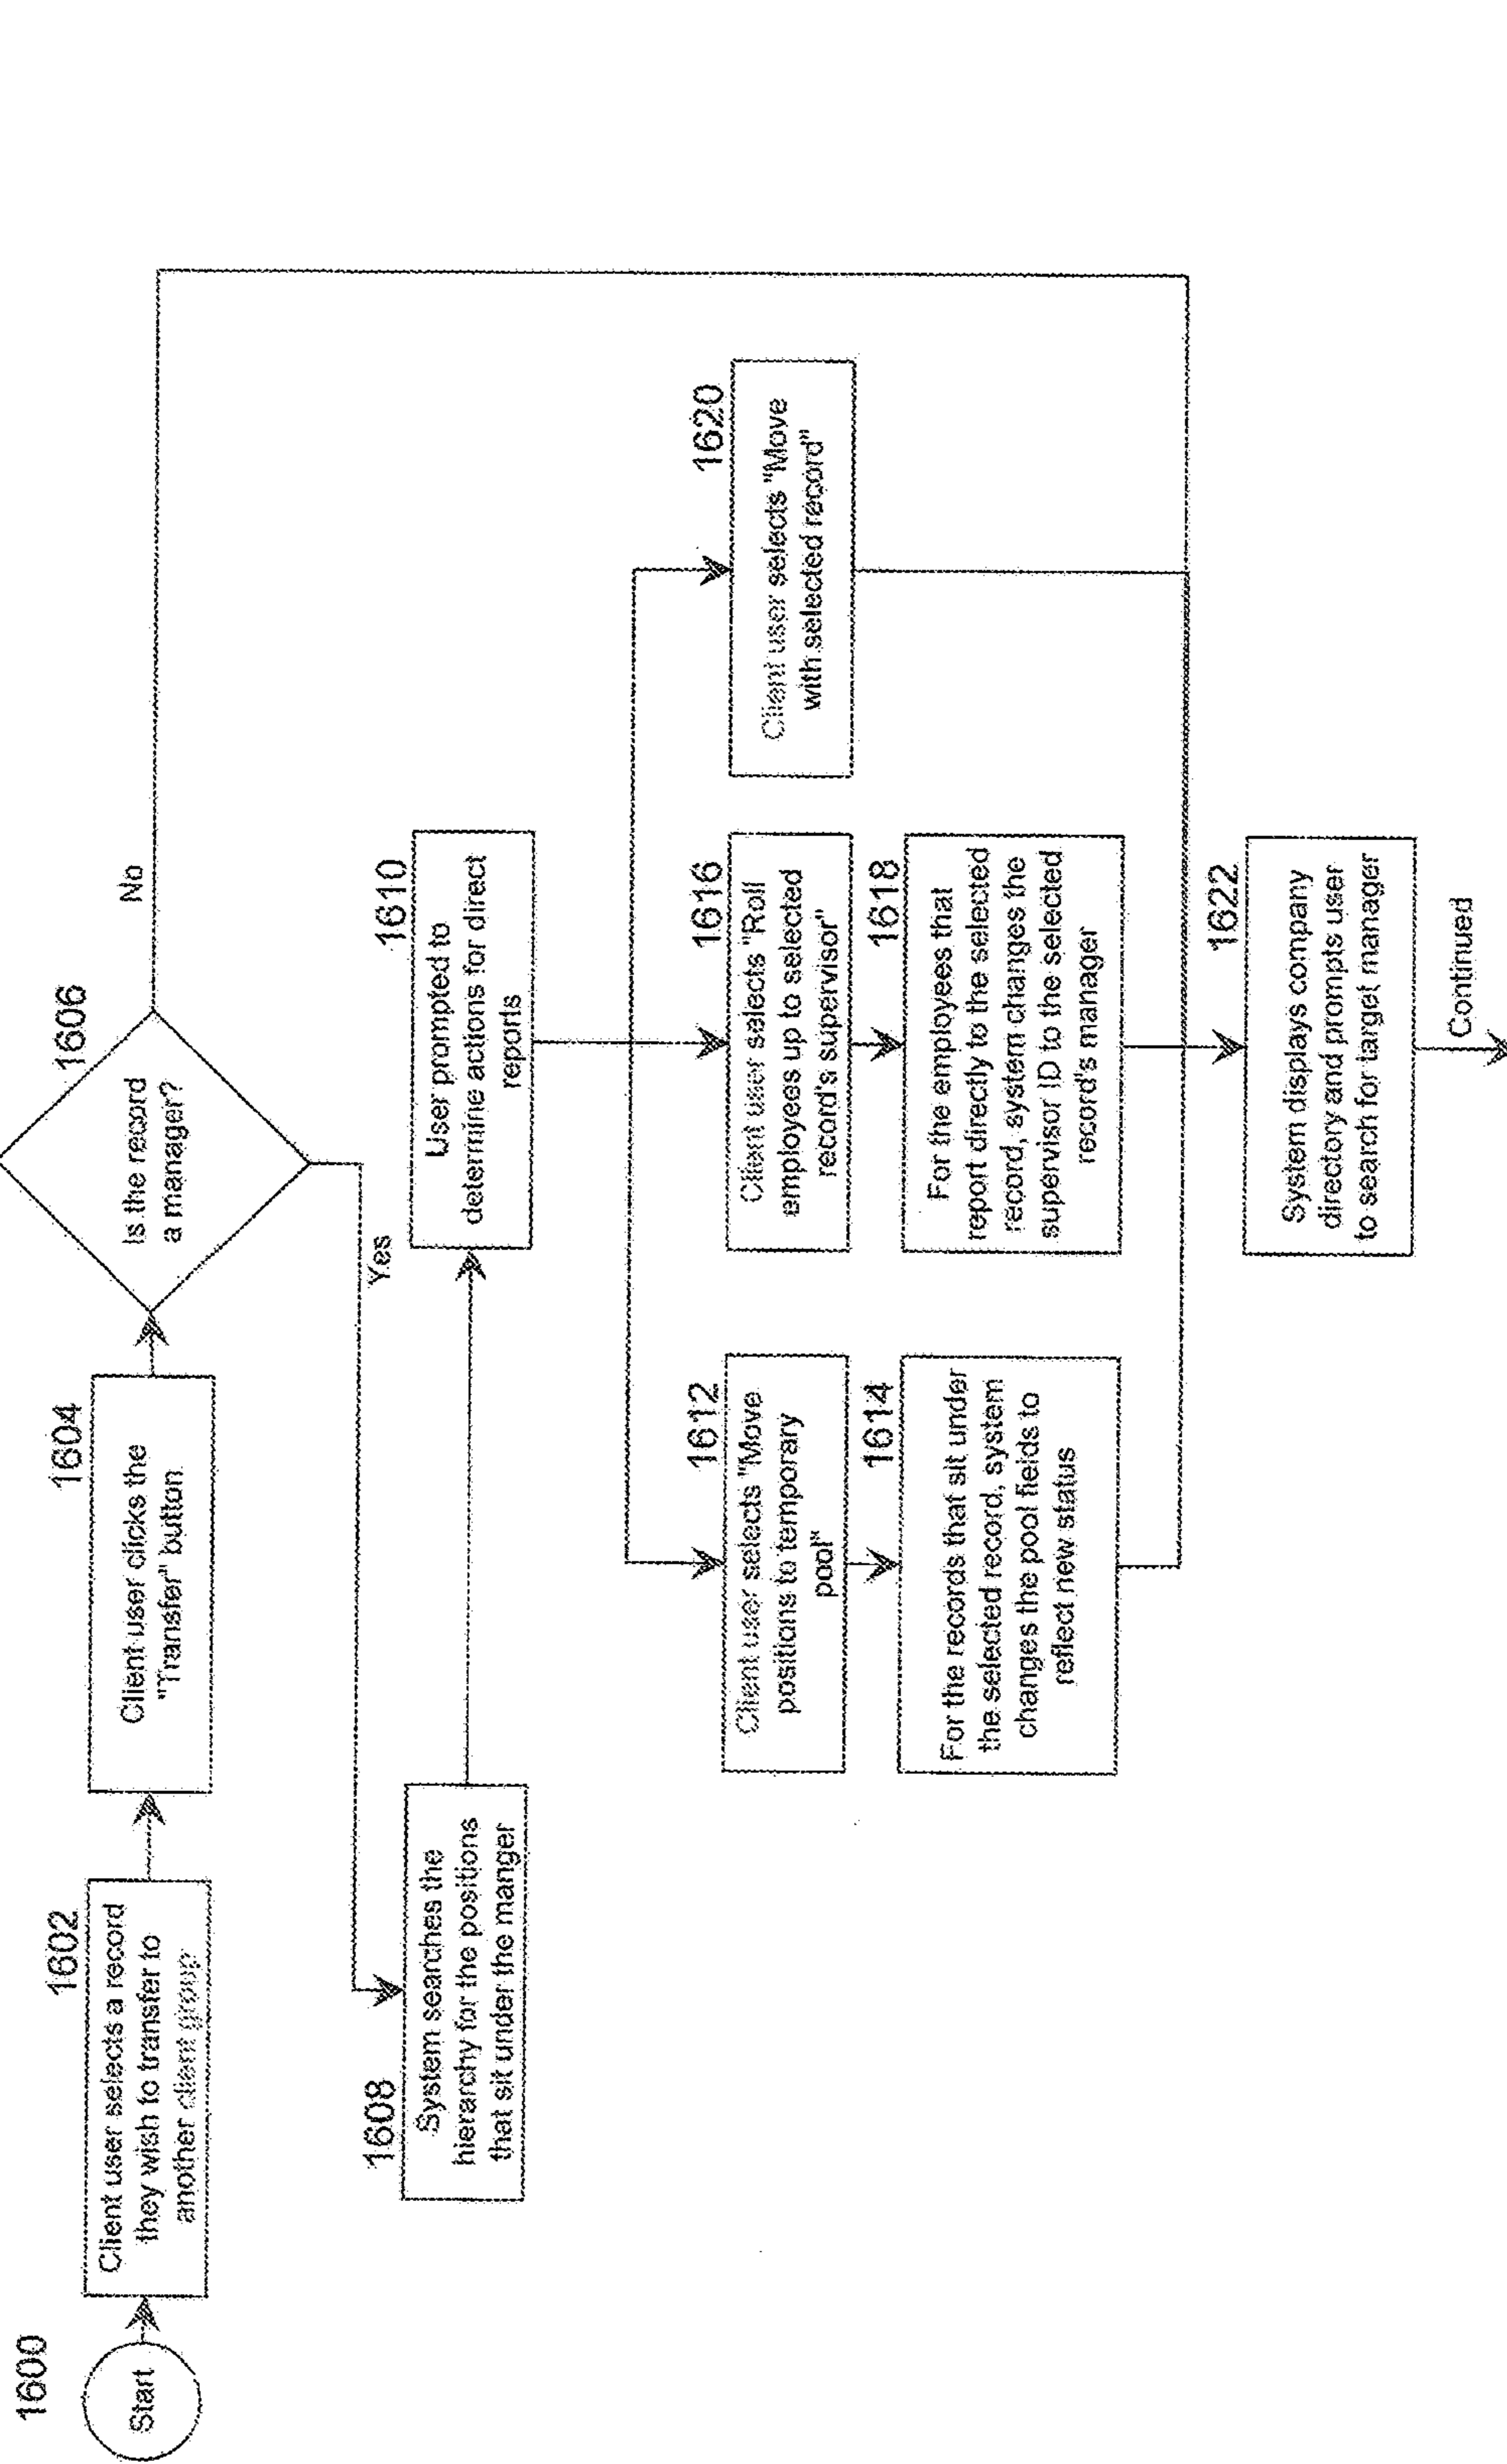 1600
Start
1602
Client user selects a record
they wish to transfer to
another client group
1604
Client user clicks the
"Transfer" button
1606
Is the record
a manager?
No
Yes
1608
System searches the
hierarchy for the positions
that sit under the manger
1610
User prompted to
determine actions for direct
reports
1612
Client user selects "Move
positions to temporary
pool"
1614
For the records that sit under
the selected record, system
changes the pool fields to
reflect new status
1616
Client user selects "Roll
employees up to selected
record's supervisor"
1618
For the employees that
report directly to the selected
record, system changes the
supervisor ID to the selected
record's manager
1620
Client user selects "Move
with selected record"
1622
System displays company
directory and prompts user
to search for target manager
Continued